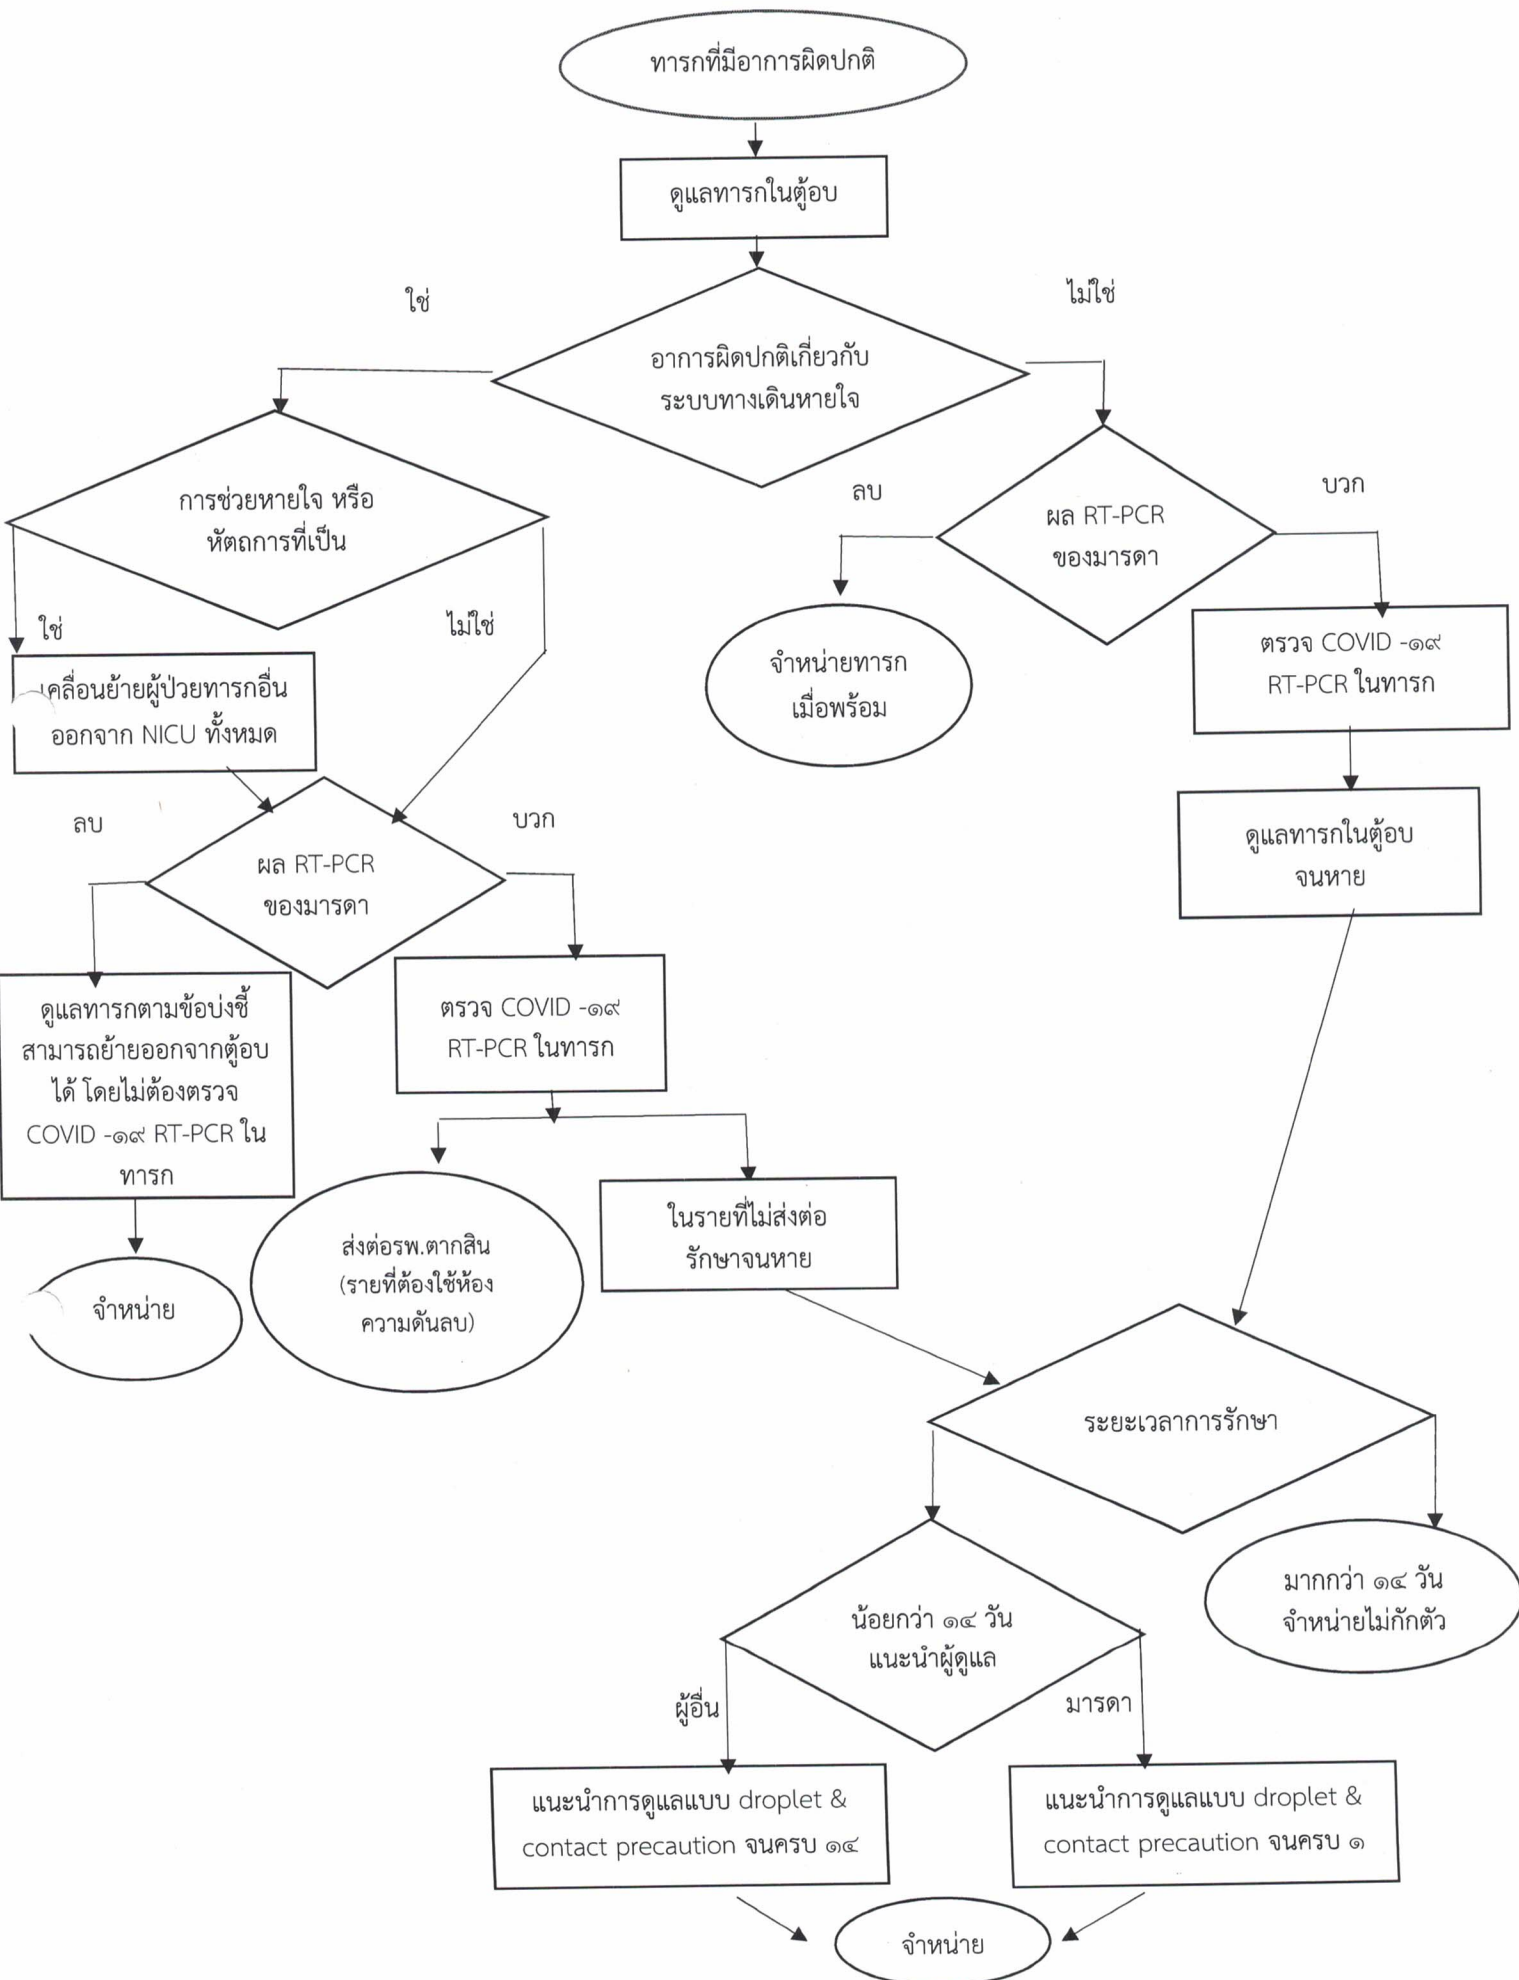 ทารกที่มีอาการผิดปกติ
ดูแลทารกในตู้อบ
ใช่
ไม่ใช่
อาการผิดปกติเกี่ยวกับ
ระบบทางเดินหายใจ
การช่วยหายใจ หรือ
หัตถการที่เป็น
ลบ
บวก
ผล RT-PCR
ของมารดา
ใช่
ไม่ใช่
จำหน่ายทารก
เมื่อพร้อม
ตรวจ COVID -๑๙
RT-PCR ในทารก
เคลื่อนย้ายผู้ป่วยทารกอื่น
ออกจาก NICU ทั้งหมด
ลบ
บวก
ผล RT-PCR
ของมารดา
ดูแลทารกในตู้อบ
จนหาย
ดูแลทารกตามข้อบ่งชี้
สามารถย้ายออกจากตู้อบ
ได้ โดยไม่ต้องตรวจ
COVID -๑๙ RT-PCR ใน
ทารก
ตรวจ COVID -๑๙
RT-PCR ในทารก
จำหน่าย
ส่งต่อรพ.ตากสิน
(รายที่ต้องใช้ห้อง
ความดันลบ)
ในรายที่ไม่ส่งต่อ
รักษาจนหาย
ระยะเวลาการรักษา
น้อยกว่า ๑๔ วัน
แนะนำผู้ดูแล
มากกว่า ๑๔ วัน
จำหน่ายไม่กักตัว
ผู้อื่น
มารดา
แนะนำการดูแลแบบ droplet &
contact precaution จนครบ ๑๔
แนะนำการดูแลแบบ droplet &
contact precaution จนครบ ๑
จำหน่าย